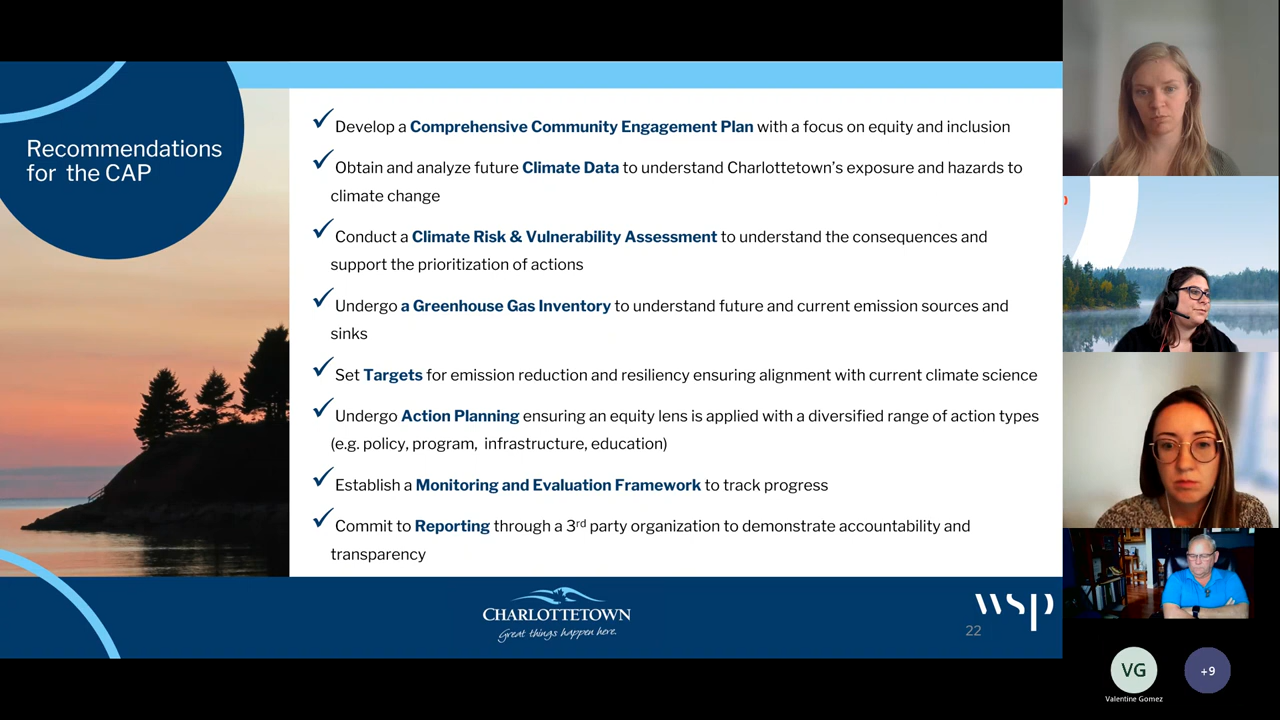 Recommendations
for the CAP
✓Develop a Comprehensive Community Engagement Plan with a focus on equity and inclusion
✓Obtain and analyze future Climate Data to understand Charlottetown’s exposure and hazards to
climate change
✓Conduct a Climate Risk & Vulnerability Assessment to understand the consequences and
support the prioritization of actions
✓Undergo a Greenhouse Gas Inventory to understand future and current emission sources and
sinks
✓Set Targets for emission reduction and resiliency ensuring alignment with current climate science
✓Undergo Action Planning ensuring an equity lens is applied with a diversified range of action types
(e.g. policy, program, infrastructure, education)
✓Establish a Monitoring and Evaluation Framework to track progress
✓Commit to Reporting through a 3rd party organization to demonstrate accountability and
transparency
CHARLOTTETOWN
Great things happen here.
wsp
22
VG
+9
Valentine Gomez